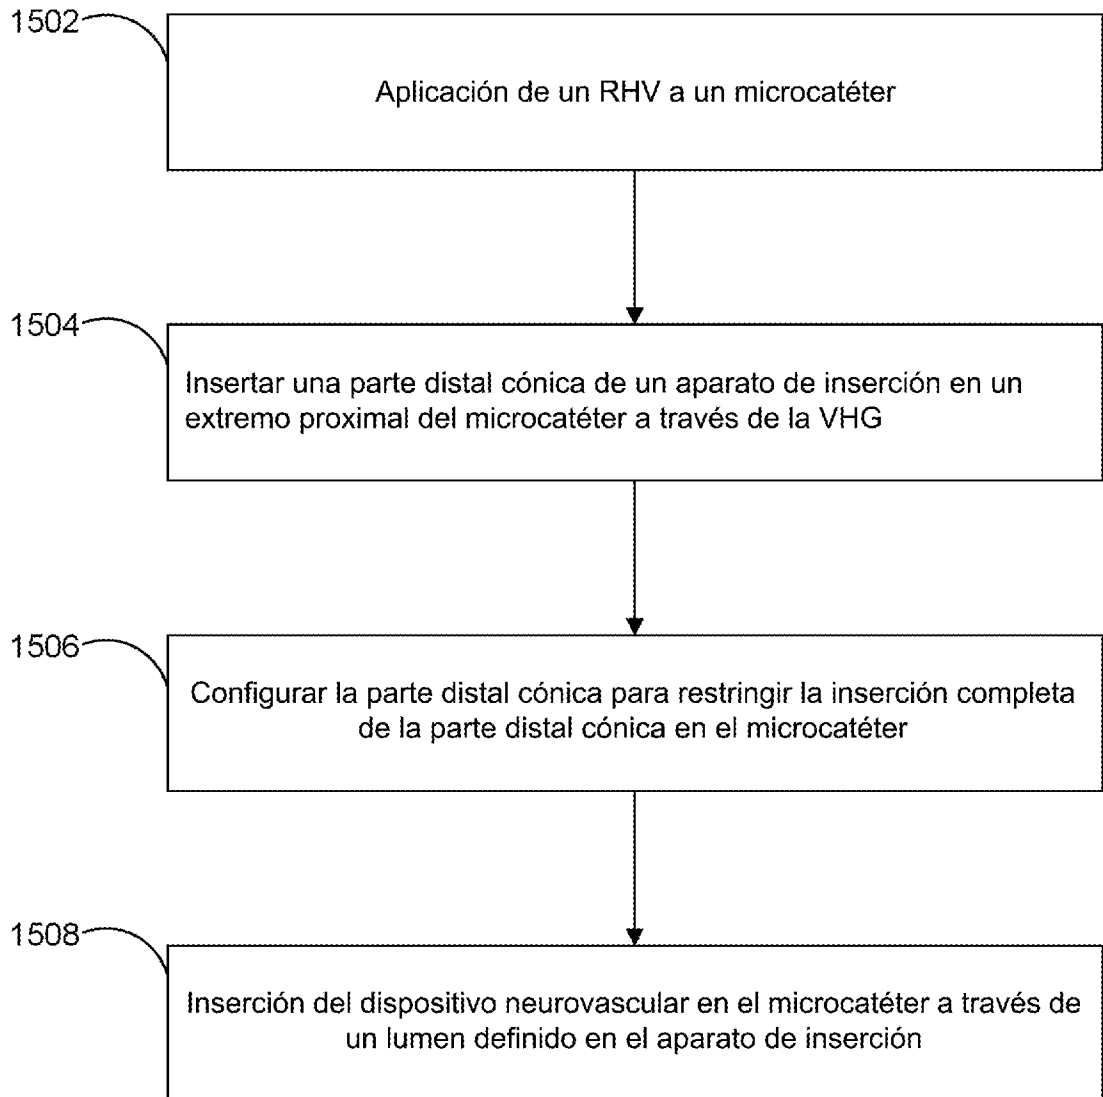 1502
Aplicación de un RHV a un microcatéter
1504
Insertar una parte distal cónica de un aparato de inserción en un
extremo proximal del microcatéter a través de la VHG
1506
Configurar la parte distal cónica para restringir la inserción completa
de la parte distal cónica en el microcatéter
1508
Inserción del dispositivo neurovascular en el microcatéter a través de
un lumen definido en el aparato de inserción